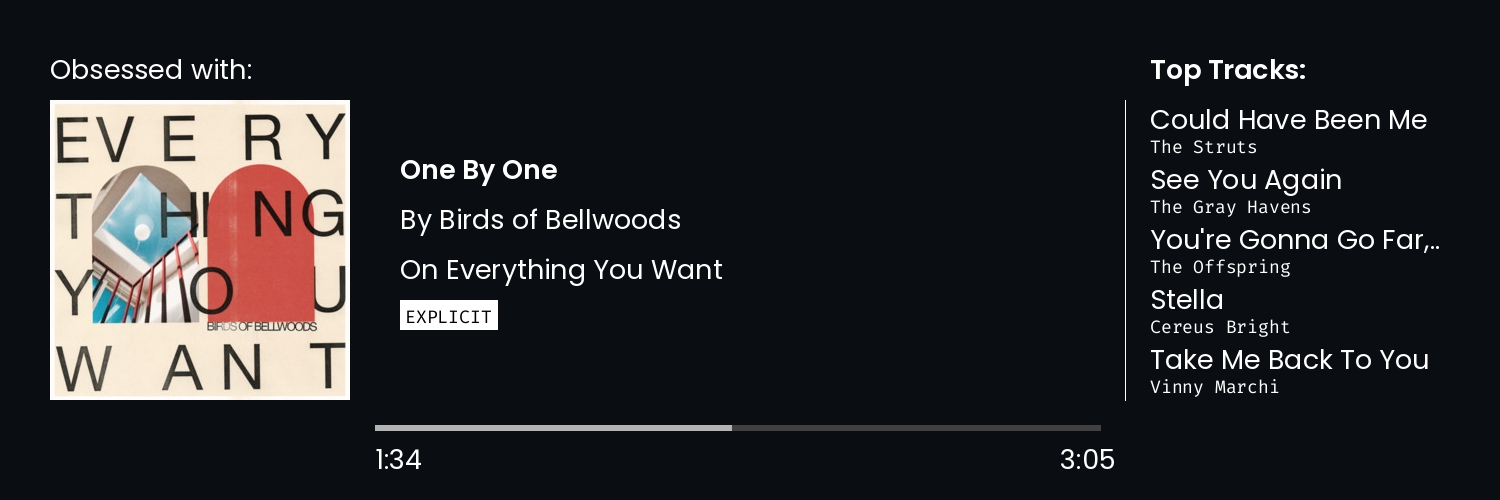 Obsessed with:
EVERY
THING
YOU
BIRDS OF BELLWOODS
WANT
One By One
By Birds of Bellwoods
On Everything You Want
EXPLICIT
1:34
3:05
Top Tracks:
Could Have Been Me
The Struts
See You Again
The Gray Havens
You're Gonna Go Far,..
The Offspring
Stella
Cereus Bright
Take Me Back To You
Vinny Marchi